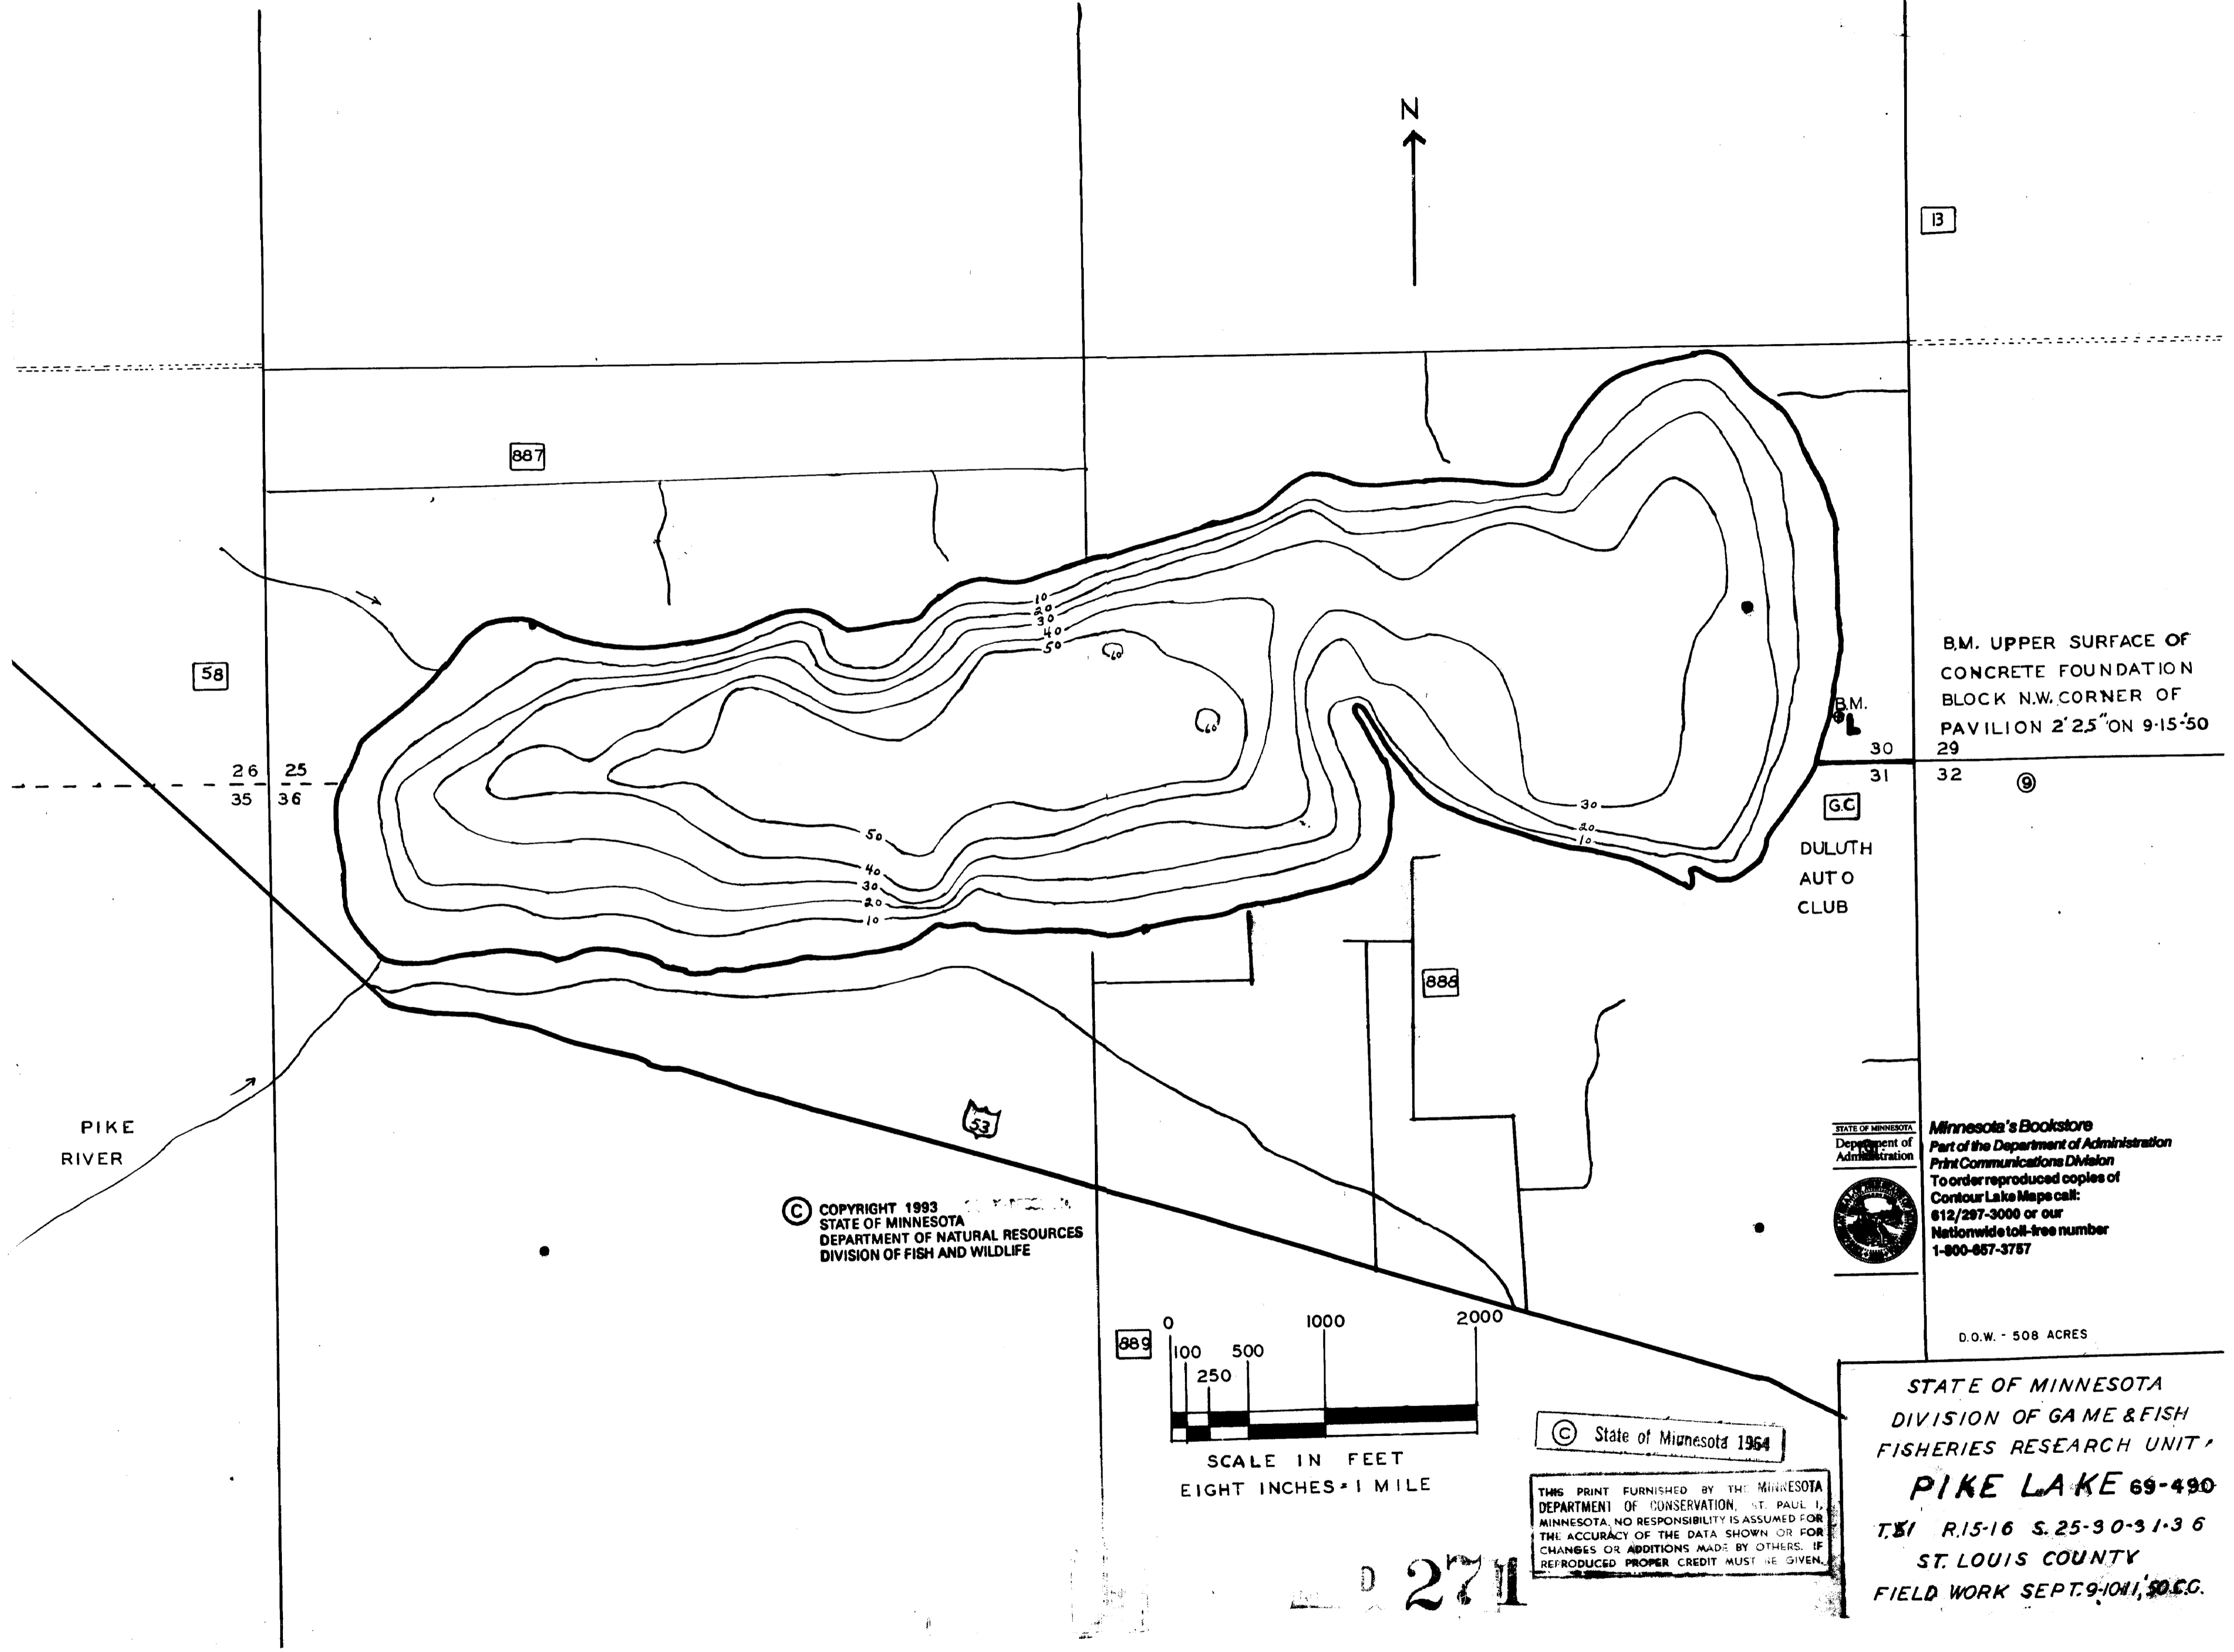 N
13
887
58
10
20
30
40
50
60
60
B.M. UPPER SURFACE OF
CONCRETE FOUNDATION
BLOCK N.W. CORNER OF
PAVILION 2' 2.5" ON 9-15-'50
B.M.
30 29
31 32
9
26 25
35 36
G.C
DULUTH
AUTO
CLUB
30
20
10
50
40
30
20
10
888
53
PIKE
RIVER
STATE OF MINNESOTA
Department of
Administration
Minnesota's Bookstore
Part of the Department of Administration
Print Communications Division
To order reproduced copies of
Contour Lake Maps call:
612/297-3000 or our
Nationwide toll-free number
1-800-657-3757
© COPYRIGHT 1993
STATE OF MINNESOTA
DEPARTMENT OF NATURAL RESOURCES
DIVISION OF FISH AND WILDLIFE
889
0 1000 2000
100 500
250
SCALE IN FEET
EIGHT INCHES = 1 MILE
D.O.W. - 508 ACRES
© State of Minnesota 1964
THIS PRINT FURNISHED BY THE MINNESOTA
DEPARTMENT OF CONSERVATION, ST. PAUL 1,
MINNESOTA. NO RESPONSIBILITY IS ASSUMED FOR
THE ACCURACY OF THE DATA SHOWN OR FOR
CHANGES OR ADDITIONS MADE BY OTHERS. IF
REPRODUCED PROPER CREDIT MUST BE GIVEN.
D 271
STATE OF MINNESOTA
DIVISION OF GAME & FISH
FISHERIES RESEARCH UNIT
PIKE LAKE 69-490
T.51 R.15-16 S. 25-30-31-36
ST. LOUIS COUNTY
FIELD WORK SEPT. 9-10-11, '50 C.G.